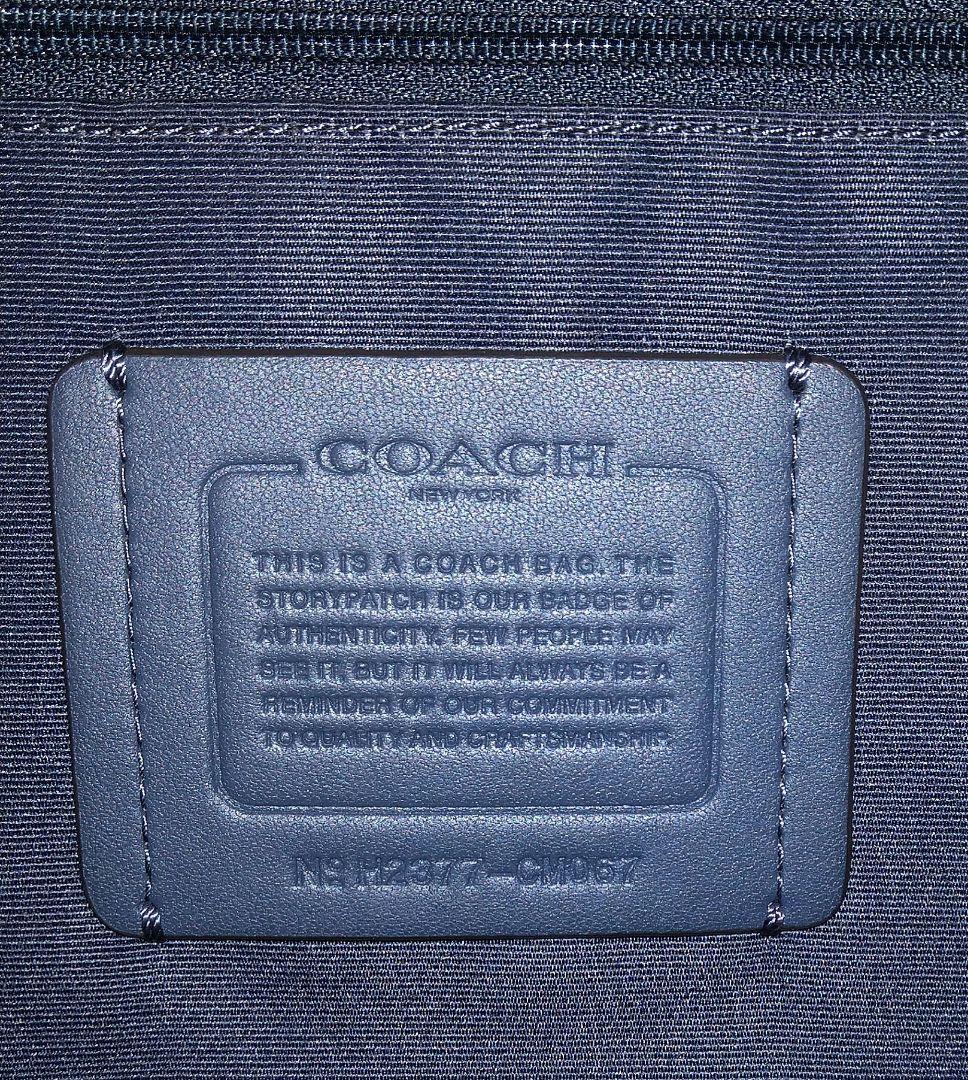 COACH
NEW YORK
THIS IS A COACH BAG. THE
STORYPATCH IS OUR BADGE OF
AUTHENTICITY. FEW PEOPLE MAY
SEE IT, BUT IT WILL ALWAYS BE A
REMINDER OF OUR COMMITMENT
TO QUALITY AND CRAFTSMANSHIP.
Nº H2377-CM067